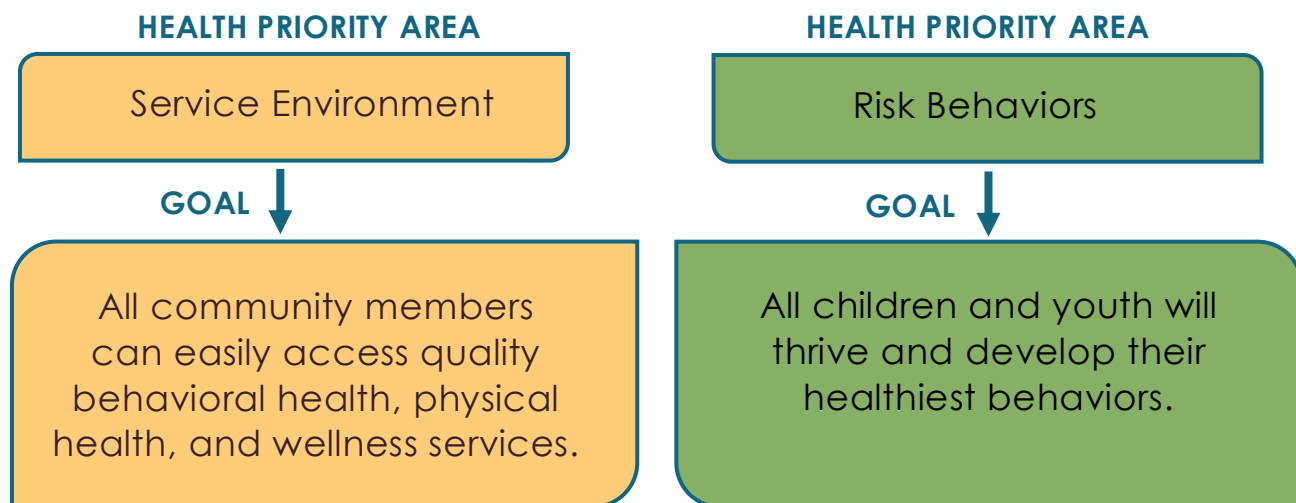 HEALTH PRIORITY AREA
Service Environment
GOAL
All community members
can easily access quality
behavioral health, physical
health, and wellness services.
HEALTH PRIORITY AREA
Risk Behaviors
GOAL
All children and youth will
thrive and develop their
healthiest behaviors.